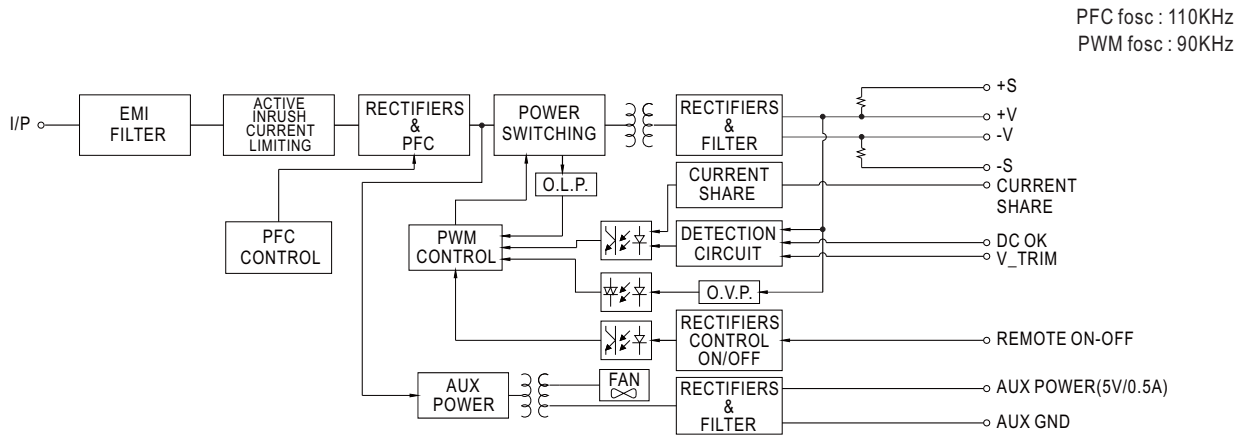 PFC fosc : 110KHz
PWM fosc : 90KHz
I/P
EMI
FILTER
ACTIVE
INRUSH
CURRENT
LIMITING
RECTIFIERS
&
PFC
POWER
SWITCHING
RECTIFIERS
&
FILTER
+S
+V
-V
-S
O.L.P.
CURRENT
SHARE
CURRENT
SHARE
PFC
CONTROL
PWM
CONTROL
DETECTION
CIRCUIT
DC OK
V_TRIM
O.V.P.
RECTIFIERS
CONTROL
ON/OFF
REMOTE ON-OFF
AUX
POWER
FAN
RECTIFIERS
&
FILTER
AUX POWER(5V/0.5A)
AUX GND